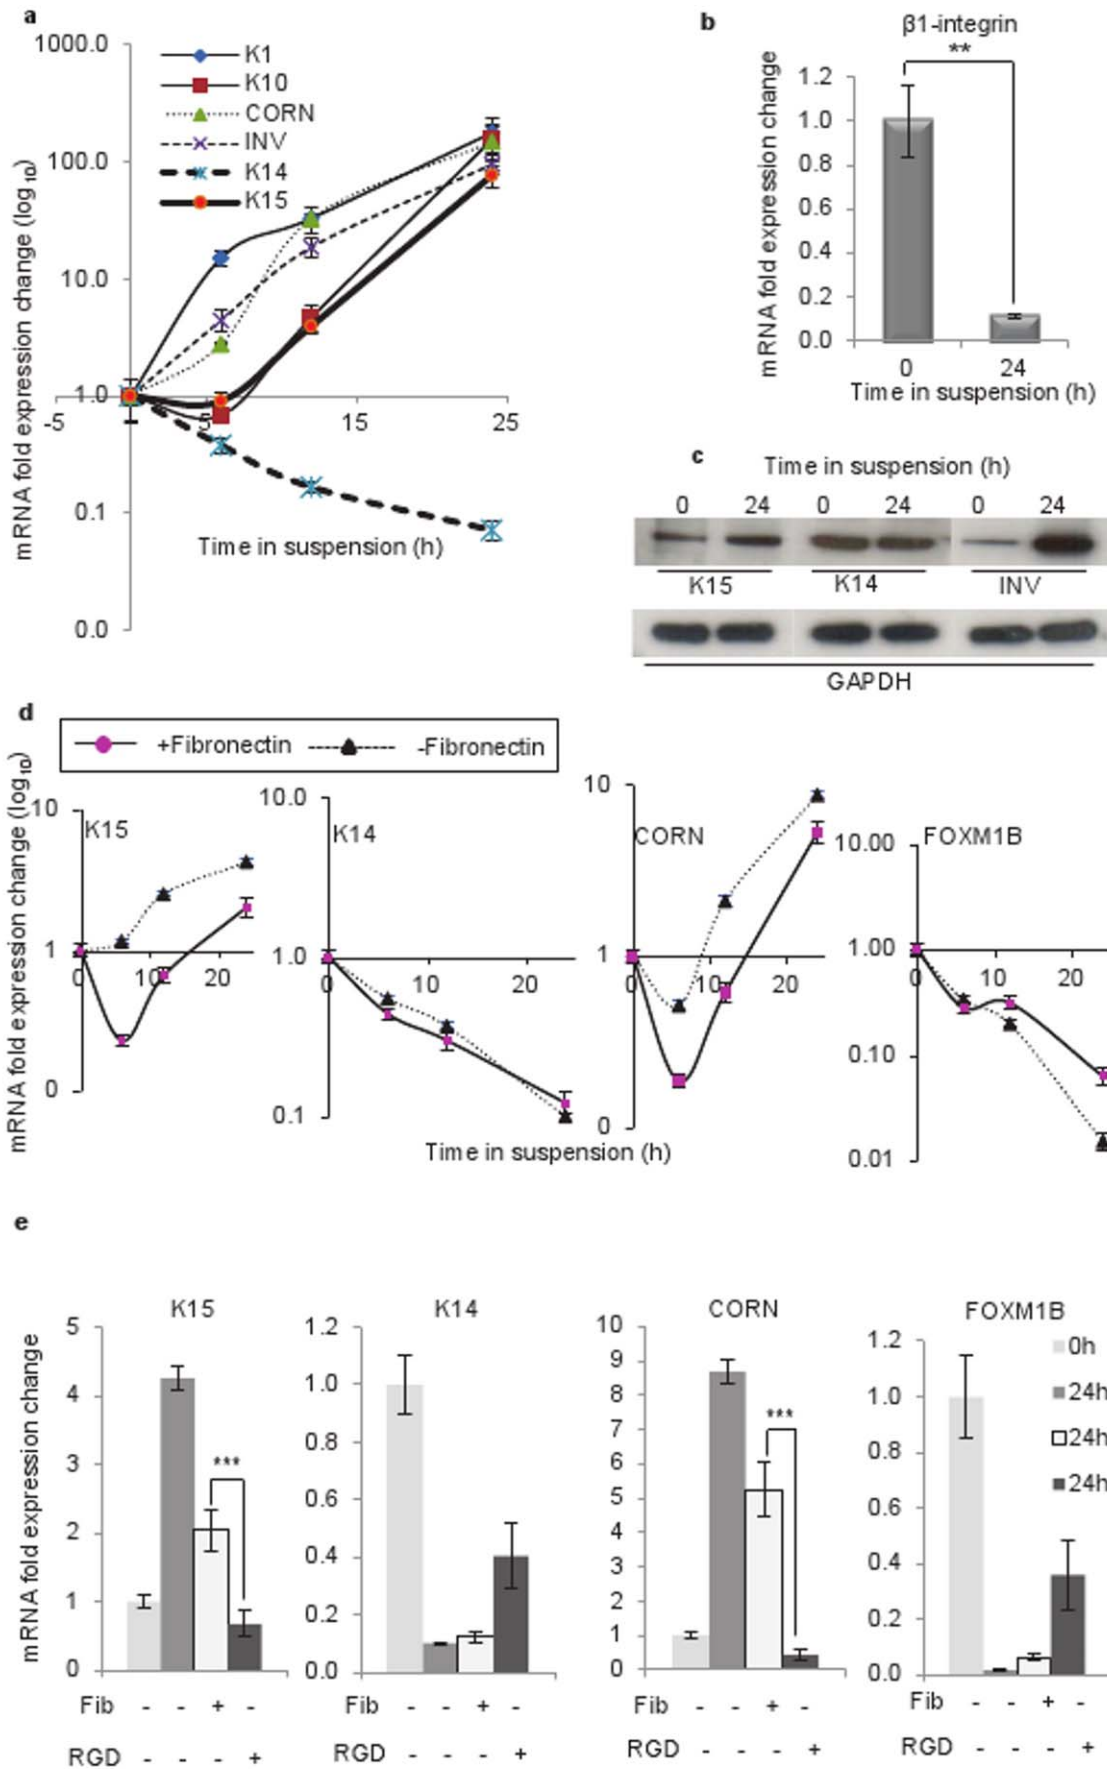 a
mRNA fold expression change (log10)
1000.0
100.0
10.0
1.0
0.1
0.0
K1
K10
CORN
INV
K14
K15
-5 5 15 25
Time in suspension (h)
b
β1-integrin
**
mRNA fold expression change
1.2
1.0
0.8
0.6
0.4
0.2
0.0
0 24
Time in suspension (h)
c
Time in suspension (h)
0 24 0 24 0 24
K15 K14 INV
GAPDH
d
+Fibronectin -Fibronectin
mRNA fold expression change (log10)
K15
10
1
0
0 10 20
K14
10.0
1.0
0.1
0 10 20
CORN
10
1
0
0 10 20
FOXM1B
10.00
1.00
0.10
0.01
0 10 20
Time in suspension (h)
e
mRNA fold expression change
K15
5
4
3
2
1
0
***
Fib - - + -
RGD - - - +
K14
1.2
1.0
0.8
0.6
0.4
0.2
0.0
Fib - - + -
RGD - - - +
CORN
10
9
8
7
6
5
4
3
2
1
0
***
Fib - - + -
RGD - - - +
FOXM1B
1.2
1.0
0.8
0.6
0.4
0.2
0.0
0h
24h
24h
24h
Fib - - + -
RGD - - - +